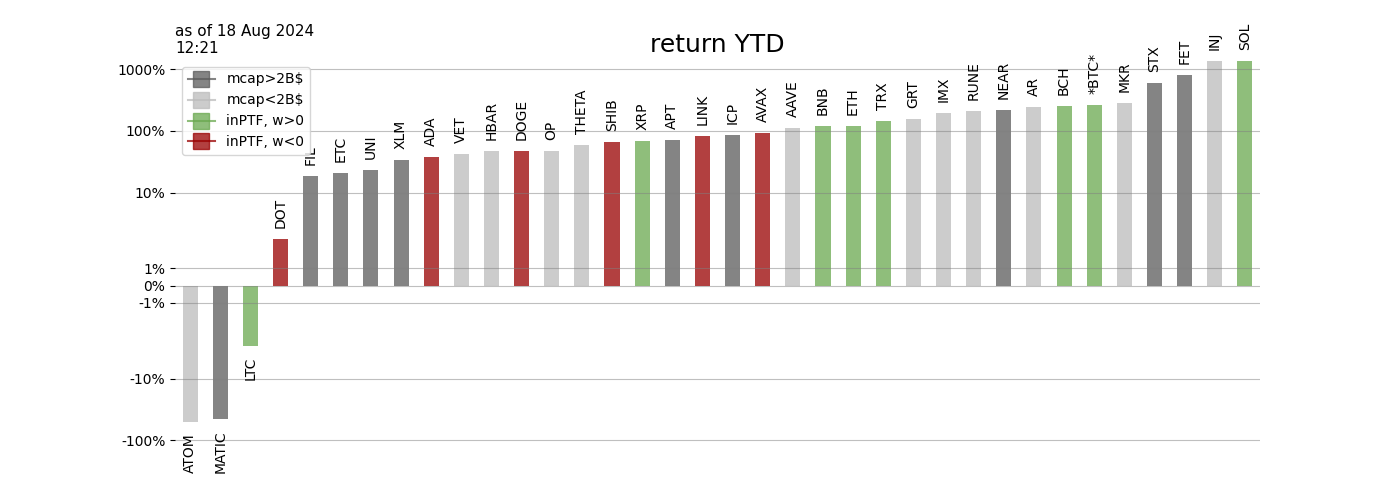 as of 18 Aug 2024
12:21
return YTD
mcap>2B$
mcap<2B$
inPTF, w>0
inPTF, w<0
1000%
100%
10%
1%
0%
-1%
-10%
-100%
ATOM
MATIC
LTC
DOT
FIL
ETC
UNI
XLM
ADA
VET
HBAR
DOGE
OP
THETA
SHIB
XRP
APT
LINK
ICP
AVAX
AAVE
BNB
ETH
TRX
GRT
IMX
RUNE
NEAR
AR
BCH
*BTC*
MKR
STX
FET
INJ
SOL